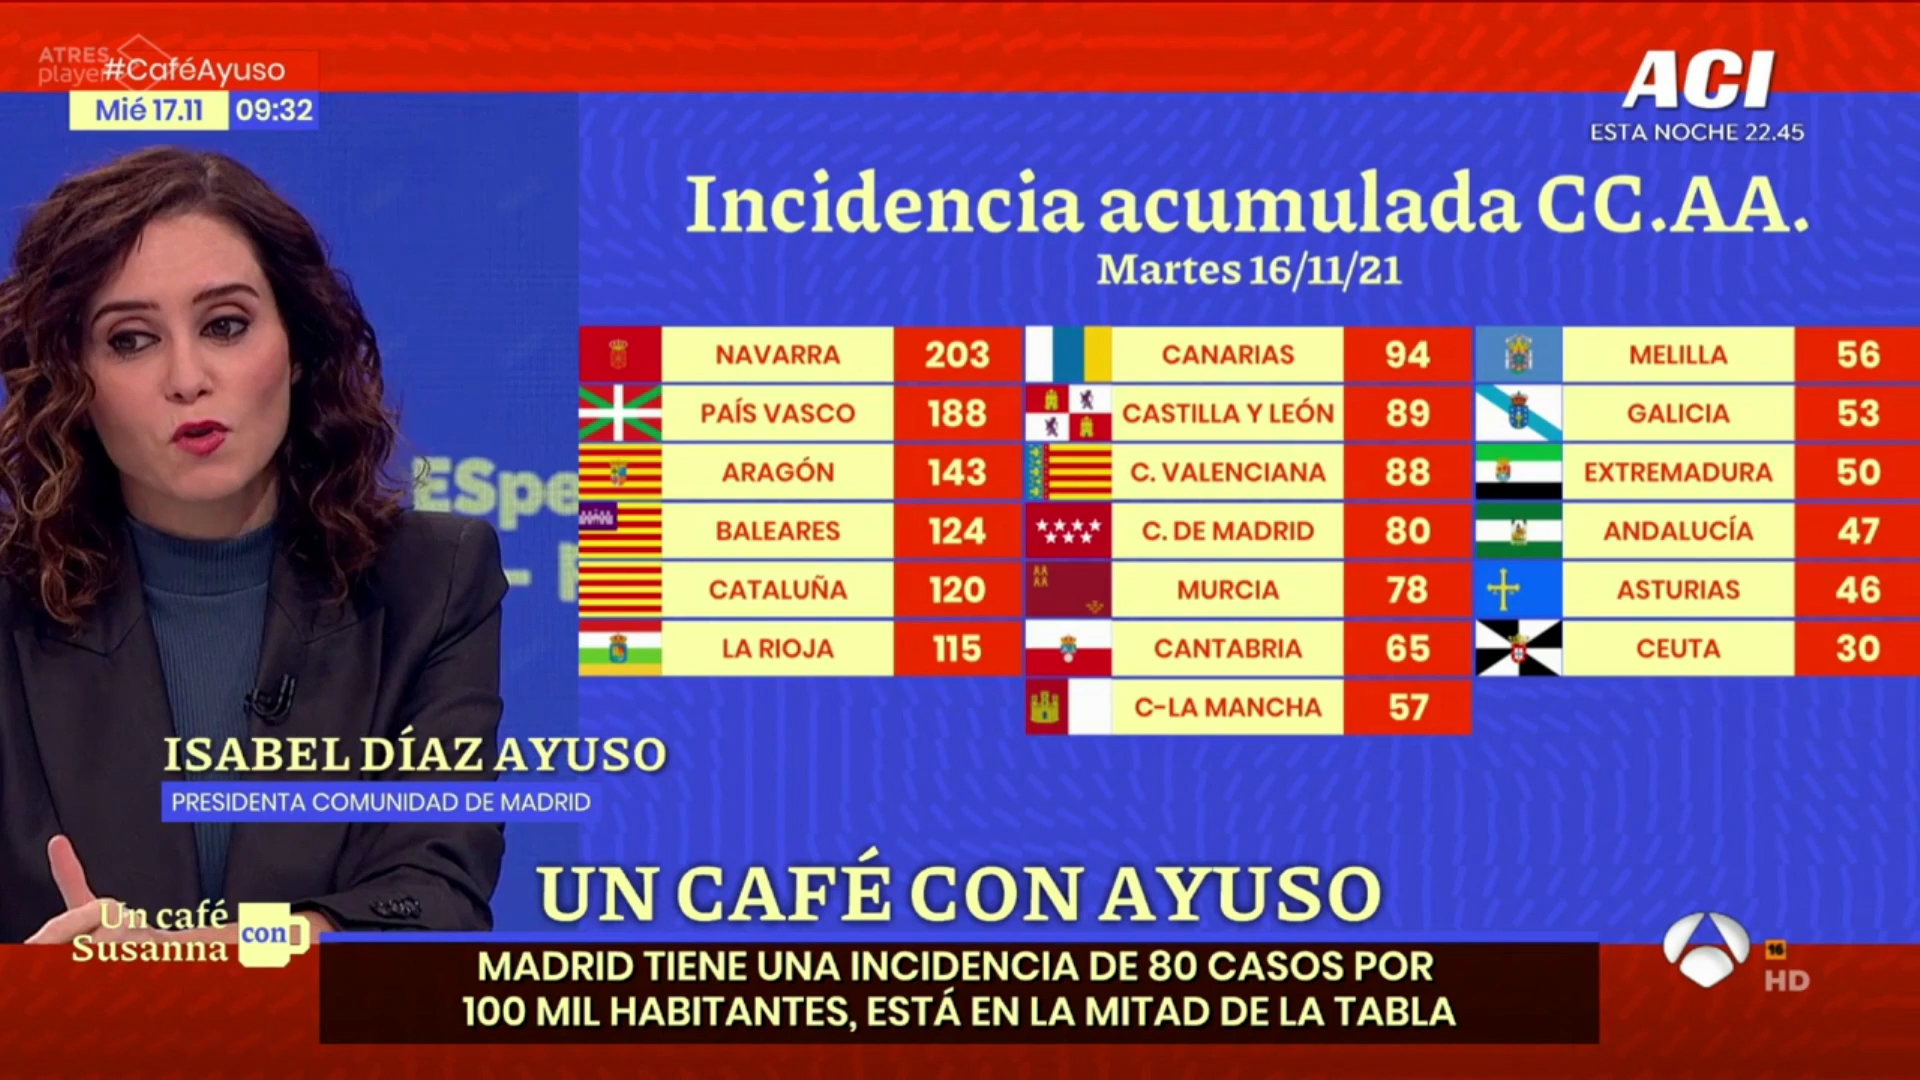 ATRES
player
#CaféAyuso
Mié 17.11 09:32
ACI
ESTA NOCHE 22.45
Incidencia acumulada CC.AA.
Martes 16/11/21
NAVARRA 203
PAÍS VASCO 188
ARAGÓN 143
BALEARES 124
CATALUÑA 120
LA RIOJA 115
CANARIAS 94
CASTILLA Y LEÓN 89
C. VALENCIANA 88
C. DE MADRID 80
MURCIA 78
CANTABRIA 65
C-LA MANCHA 57
MELILLA 56
GALICIA 53
EXTREMADURA 50
ANDALUCÍA 47
ASTURIAS 46
CEUTA 30
ESpe
ISABEL DÍAZ AYUSO
PRESIDENTA COMUNIDAD DE MADRID
UN CAFÉ CON AYUSO
Un café
Susanna con
MADRID TIENE UNA INCIDENCIA DE 80 CASOS POR
100 MIL HABITANTES, ESTÁ EN LA MITAD DE LA TABLA
16
HD